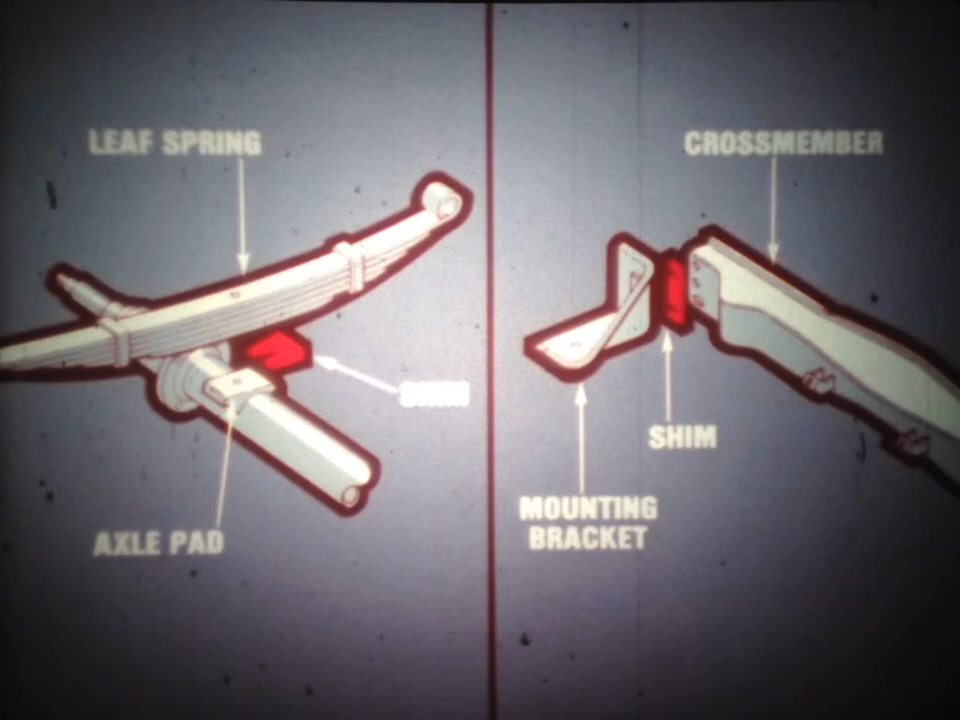 LEAF SPRING
AXLE PAD
CROSSMEMBER
SHIM
MOUNTING
BRACKET